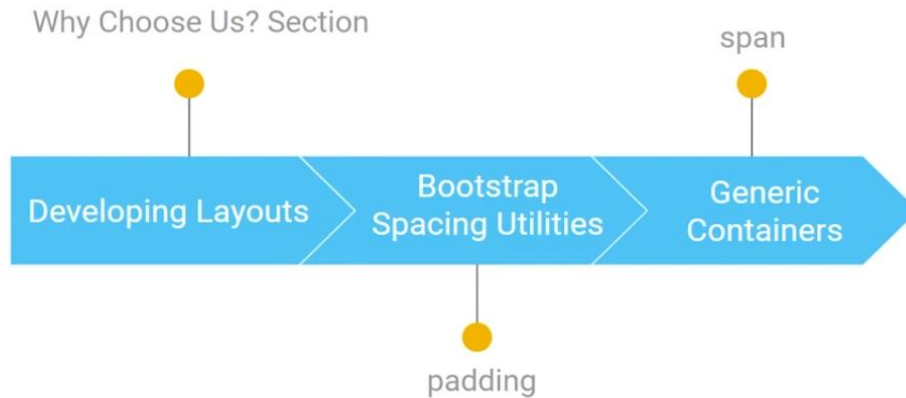 Why Choose Us? Section
span
Developing Layouts
Bootstrap
Spacing Utilities
Generic
Containers
padding